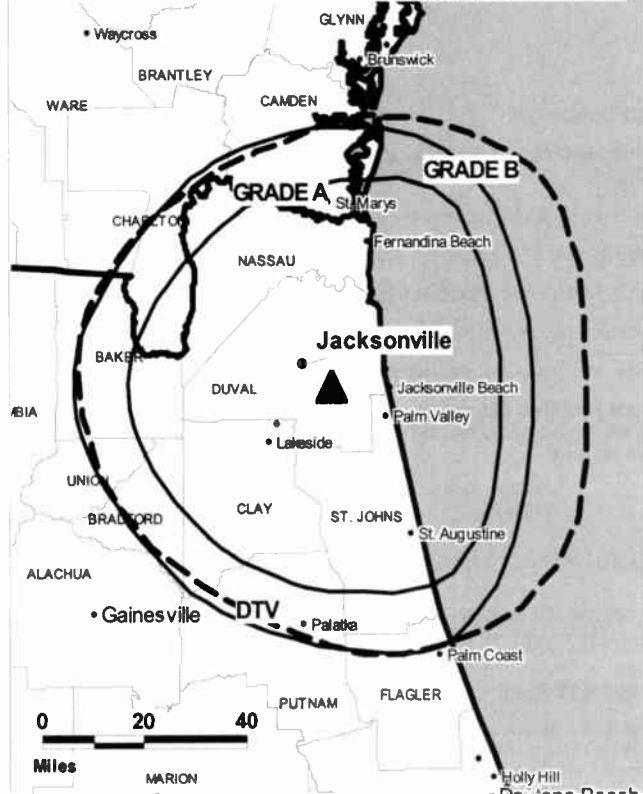 GLYNN
Waycross
Brunswick
BRANTLEY
WARE
CAMDEN
GRADE B
GRADE A
St. Marys
CHARLTON
Fernandina Beach
NASSAU
Jacksonville
BAKER
DUVAL
Jacksonville Beach
Palm Valley
Lakeside
UNION
CLAY
BRADFORD
ST. JOHNS
St. Augustine
ALACHUA
Gainesville
DTV
Palatka
Palm Coast
FLAGLER
PUTNAM
0 20 40
Miles
MARION
Holly Hill